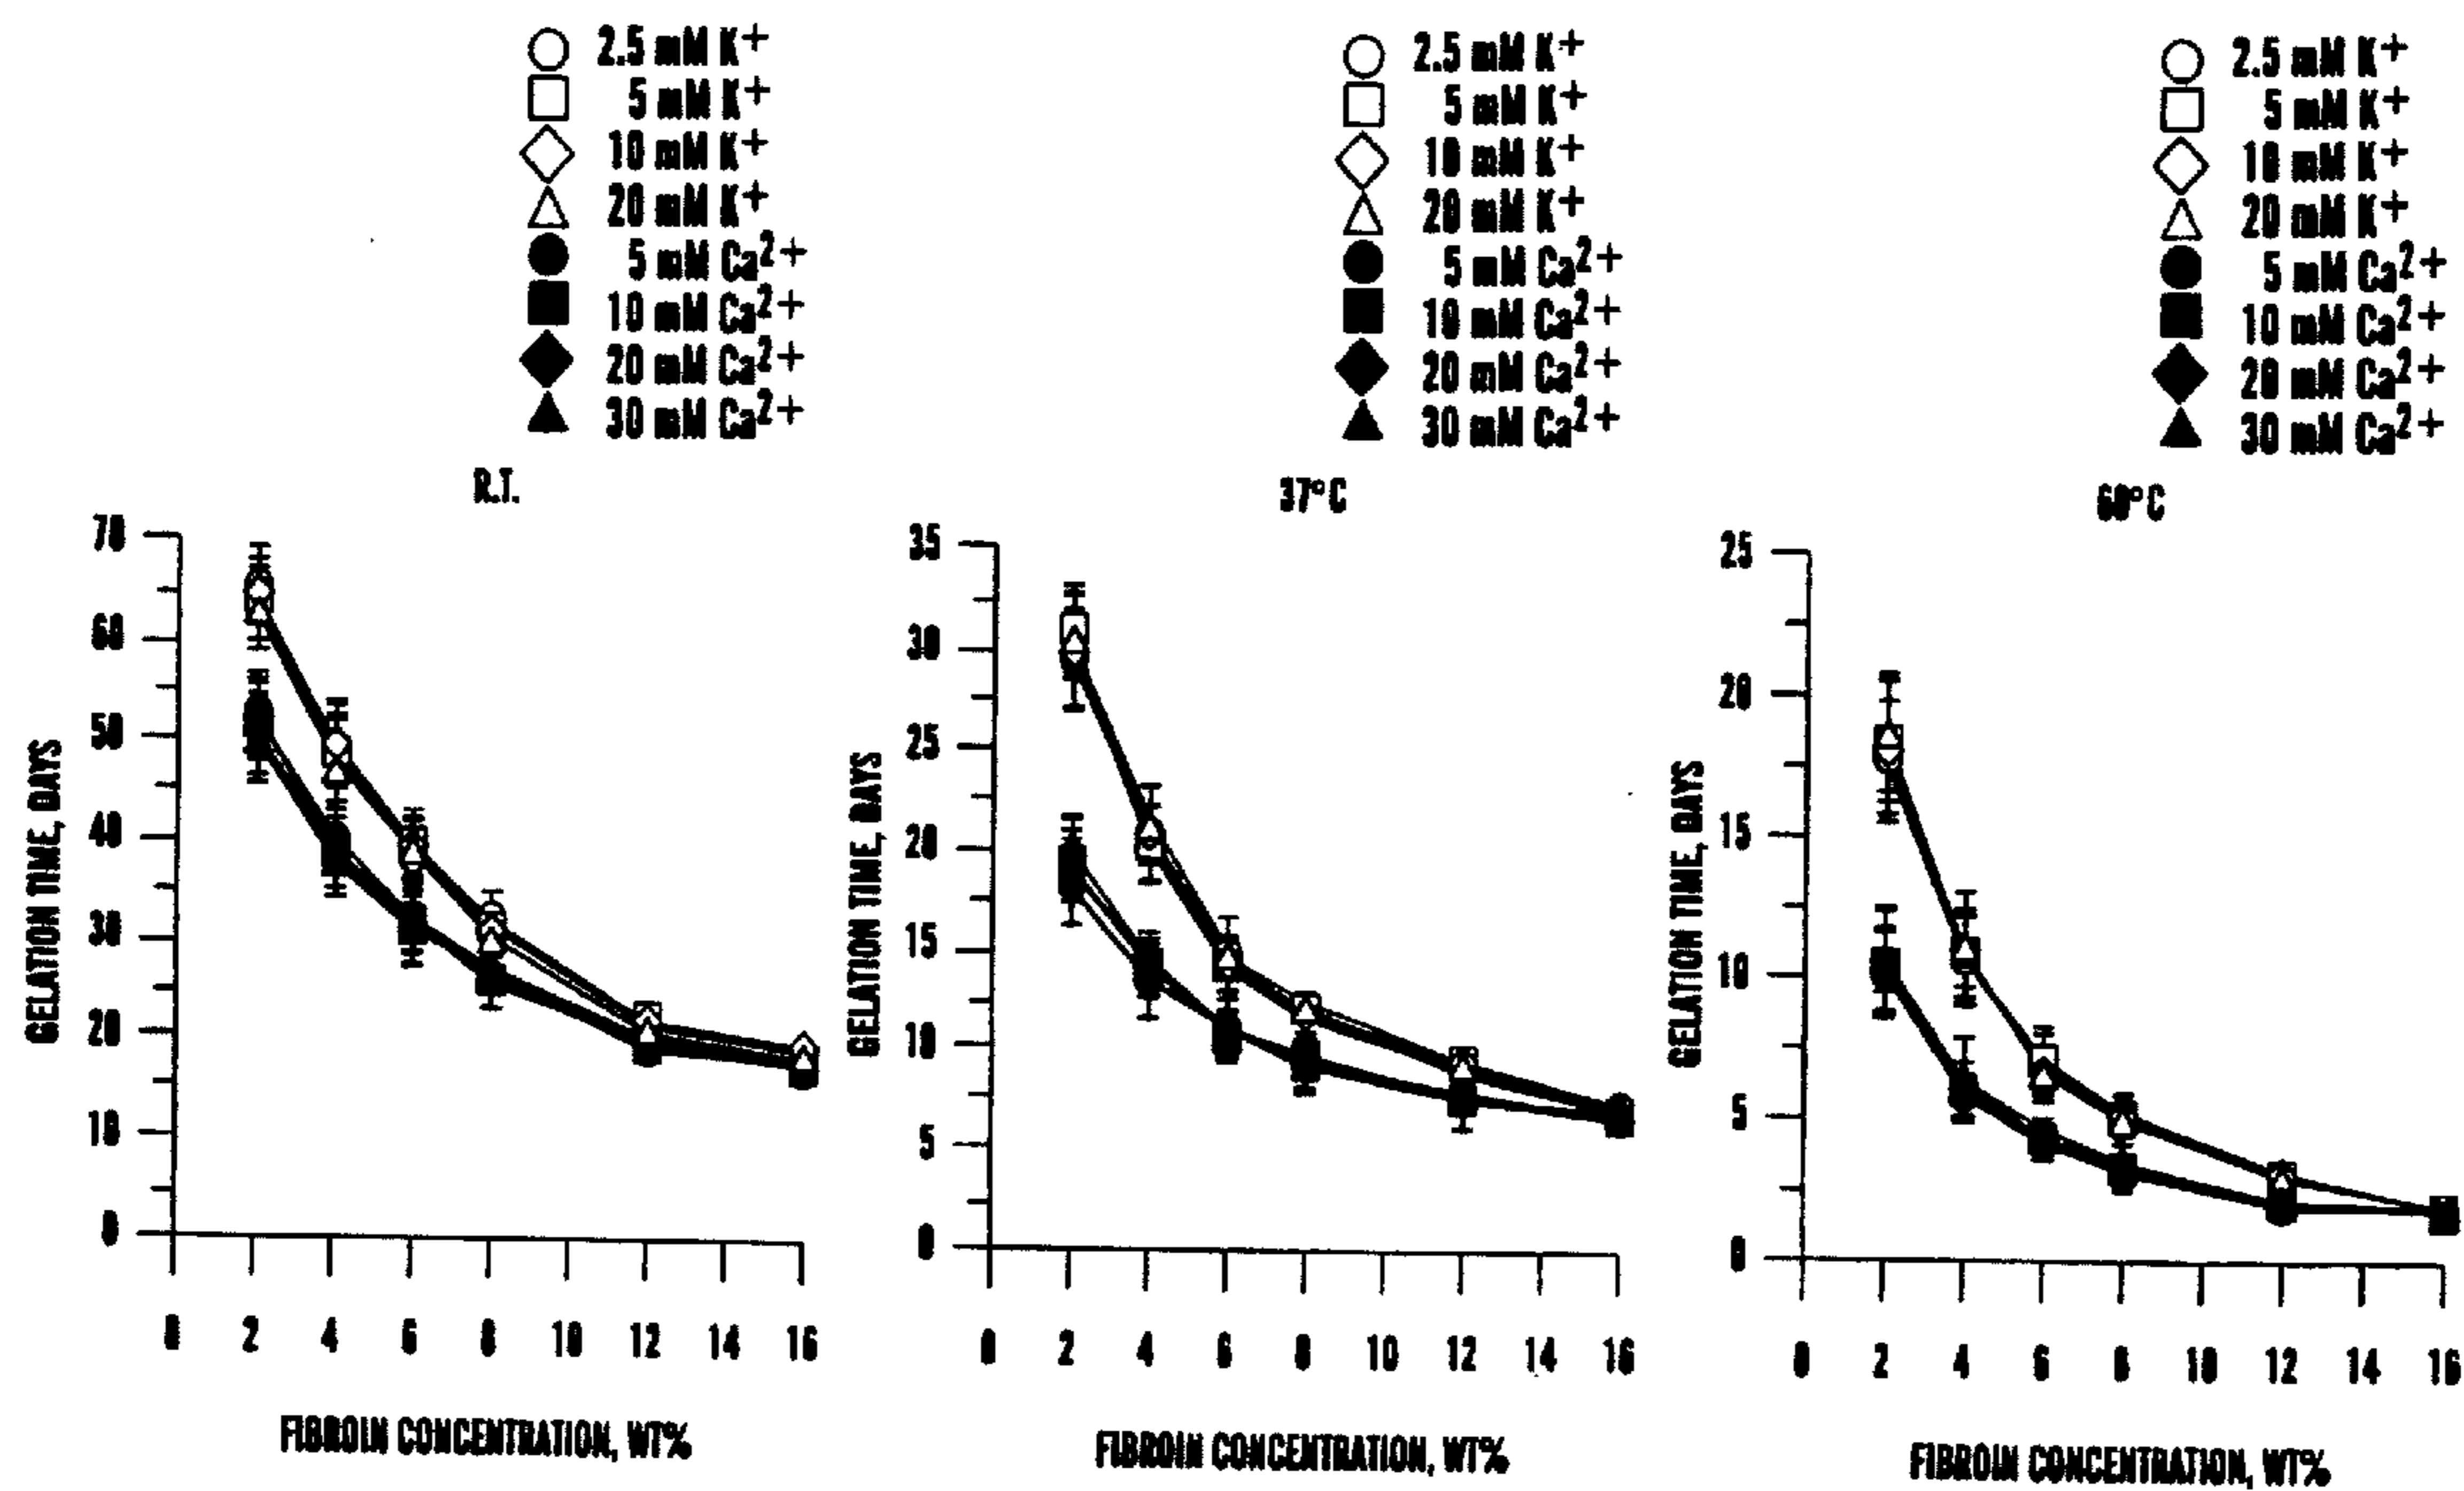 2.5 mM K+
5 mM K+
10 mM K+
20 mM K+
5 mM Ca2+
10 mM Ca2+
20 mM Ca2+
30 mM Ca2+
R.T.
GELATION TIME, DAYS
70
60
50
40
30
20
10
0
0 2 4 6 8 10 12 14 16
FIBROIN CONCENTRATION, WT%
2.5 mM K+
5 mM K+
10 mM K+
20 mM K+
5 mM Ca2+
10 mM Ca2+
20 mM Ca2+
30 mM Ca2+
37°C
GELATION TIME, DAYS
35
30
25
20
15
10
5
0
0 2 4 6 8 10 12 14 16
FIBROIN CONCENTRATION, WT%
2.5 mM K+
5 mM K+
10 mM K+
20 mM K+
5 mM Ca2+
10 mM Ca2+
20 mM Ca2+
30 mM Ca2+
60°C
GELATION TIME, DAYS
25
20
15
10
5
0
0 2 4 6 8 10 12 14 16
FIBROIN CONCENTRATION, WT%